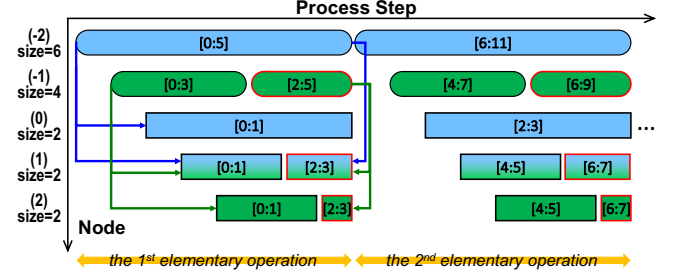 Process Step
(-2)
size=6
[0:5] [6:11]
(-1)
size=4
[0:3] [2:5] [4:7] [6:9]
(0)
size=2
[0:1] [2:3] ...
(1)
size=2
[0:1] [2:3] [4:5] [6:7]
(2)
size=2
[0:1] [2:3] [4:5] [6:7]
Node
the 1st elementary operation the 2nd elementary operation